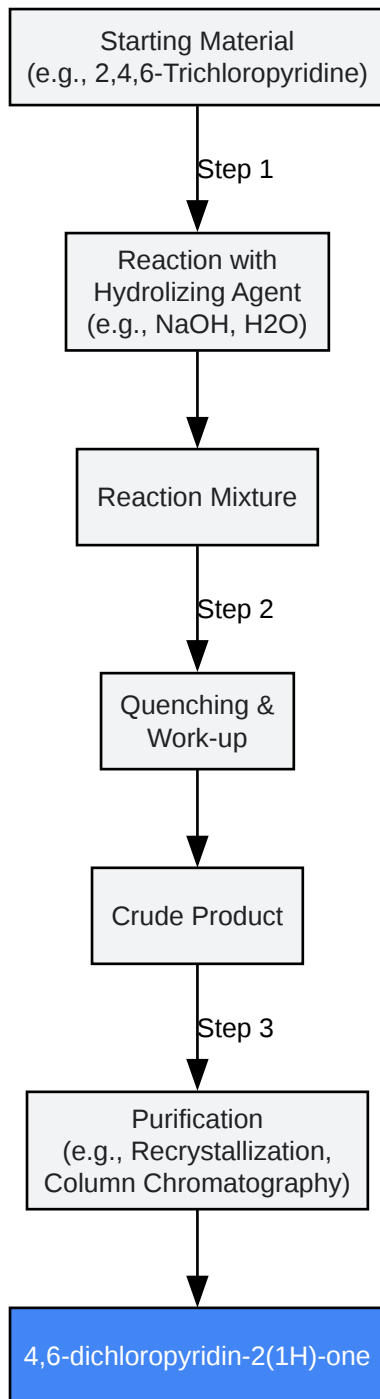 Starting Material
(e.g., 2,4,6-Trichloropyridine)
Step 1
Reaction with
Hydrolizing Agent
(e.g., NaOH, H2O)
Reaction Mixture
Step 2
Quenching &
Work-up
Crude Product
Step 3
Purification
(e.g., Recrystallization,
Column Chromatography)
4,6-dichloropyridin-2(1H)-one